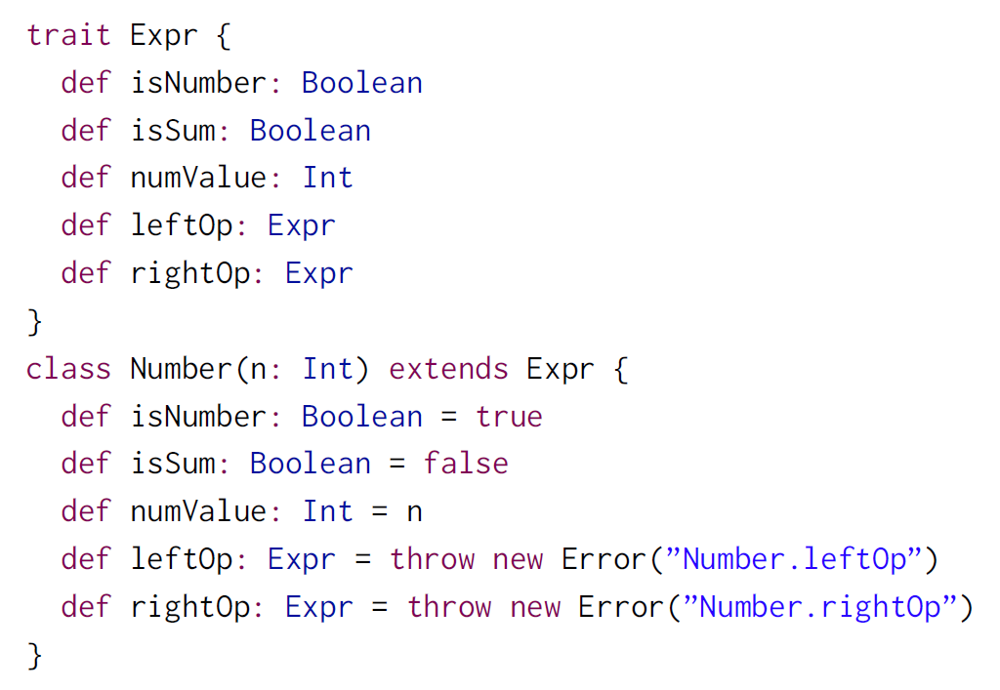 trait Expr {
  def isNumber: Boolean
  def isSum: Boolean
  def numValue: Int
  def leftOp: Expr
  def rightOp: Expr
}
class Number(n: Int) extends Expr {
  def isNumber: Boolean = true
  def isSum: Boolean = false
  def numValue: Int = n
  def leftOp: Expr = throw new Error(”Number.leftOp”)
  def rightOp: Expr = throw new Error(”Number.rightOp”)
}